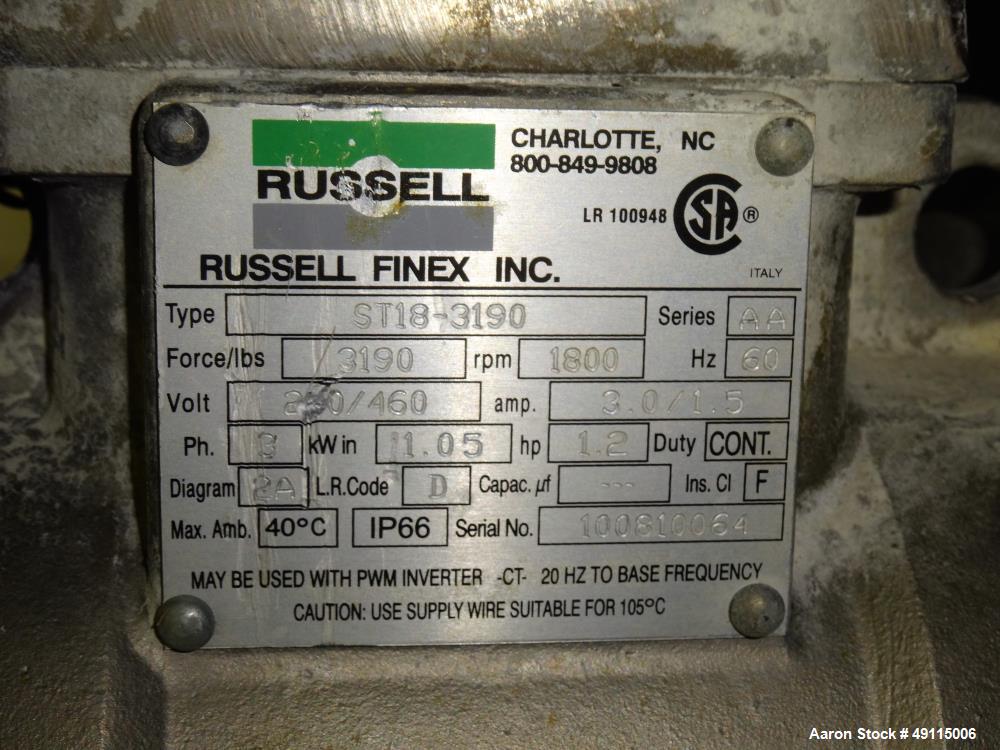 CHARLOTTE, NC
800-849-9808
RUSSELL
LR 100948 SA ®
RUSSELL FINEX INC.
ITALY
Type ST18-3190 Series AA
Force/lbs 3190 rpm 1800 Hz 60
Volt 230/460 amp. 3.0/1.5
Ph. 3 kW in 1.05 hp 1.2 Duty CONT.
Diagram 2A L.R.Code D Capac. µf --- Ins. Cl F
Max. Amb. 40°C IP66 Serial No. 100810064
MAY BE USED WITH PWM INVERTER -CT- 20 HZ TO BASE FREQUENCY
CAUTION: USE SUPPLY WIRE SUITABLE FOR 105°C
Aaron Stock # 49115006